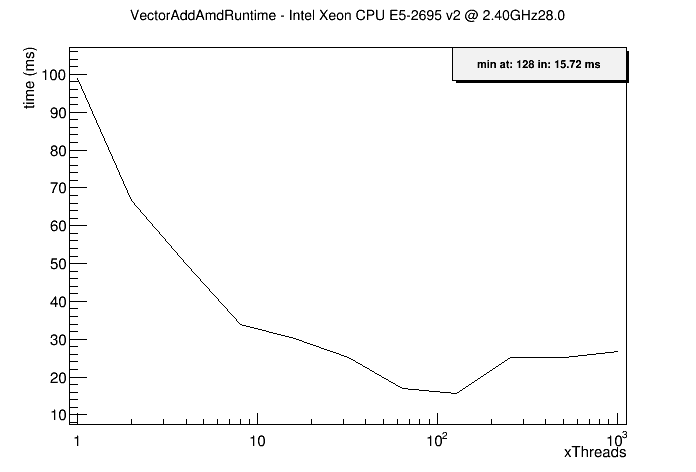 VectorAddAmdRuntime - Intel Xeon CPU E5-2695 v2 @ 2.40GHz28.0
min at: 128 in: 15.72 ms
time (ms)
100
90
80
70
60
50
40
30
20
10
1 10 10² 10³
xThreads